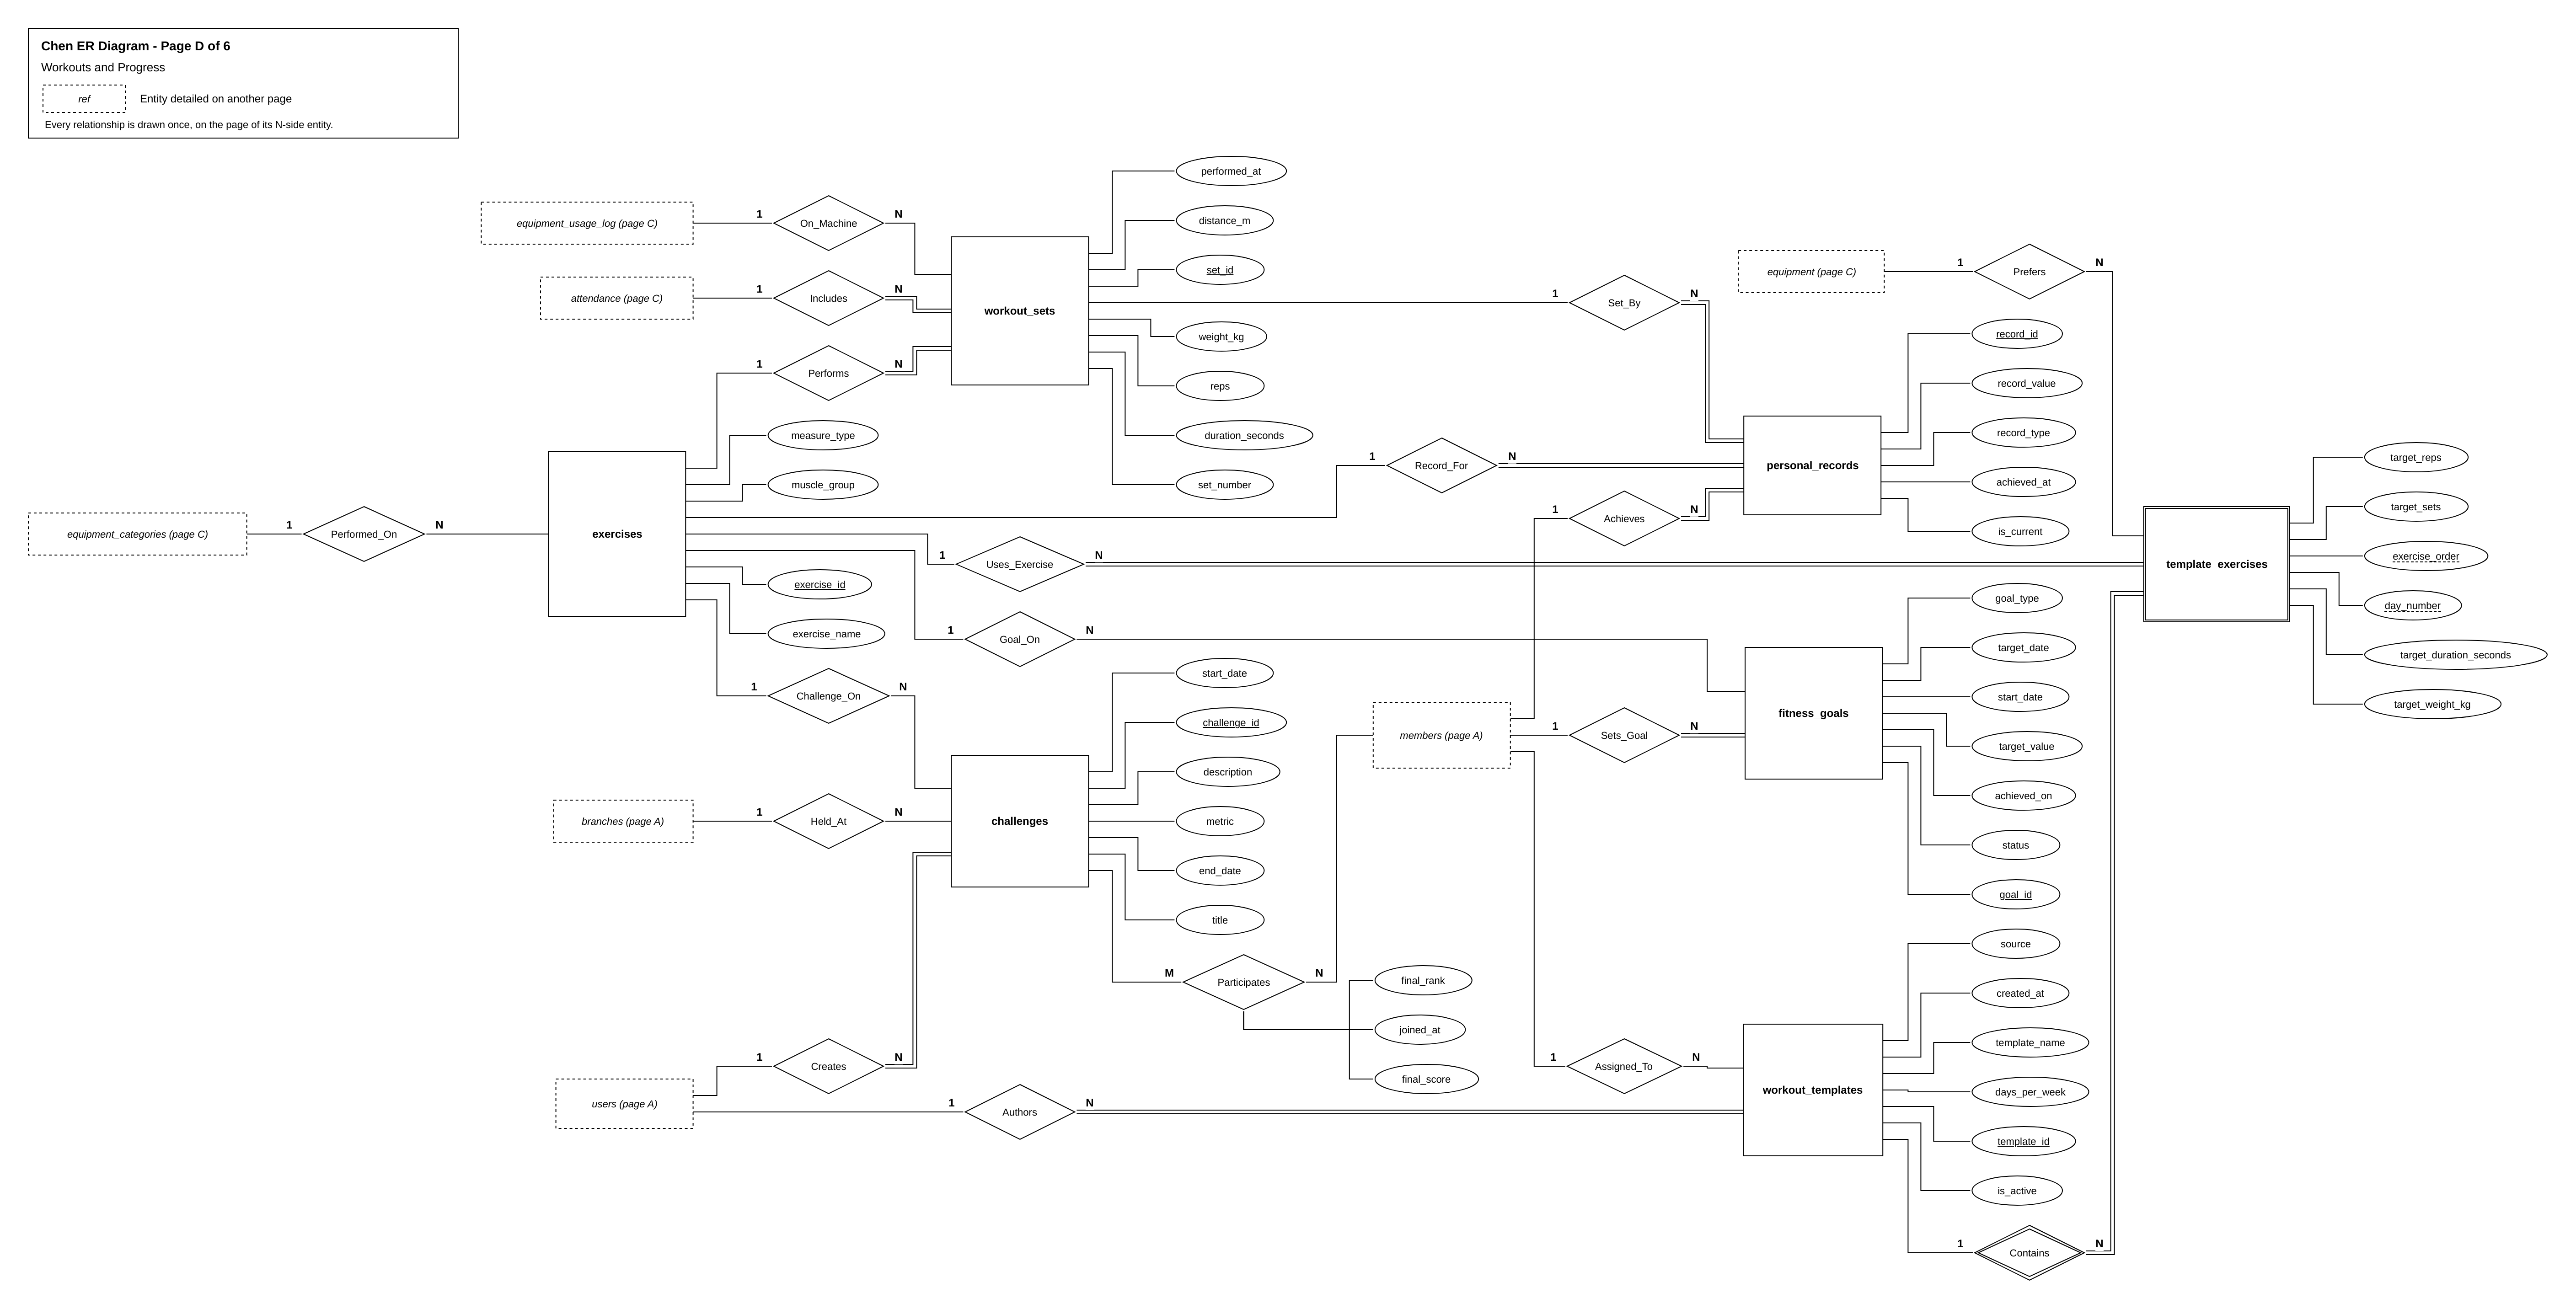 Chen ER Diagram - Page D of 6
Workouts and Progress
ref
Entity detailed on another page
Every relationship is drawn once, on the page of its N-side entity.
performed_at
equipment_usage_log (page C)
1
On_Machine
N
distance_m
set_id
attendance (page C)
1
Includes
N
workout_sets
1
Set_By
N
equipment (page C)
1
Prefers
N
weight_kg
record_id
1
Performs
N
reps
record_value
measure_type
duration_seconds
record_type
muscle_group
set_number
1
Record_For
N
personal_records
achieved_at
1
Achieves
N
is_current
equipment_categories (page C)
1
Performed_On
N
exercises
1
Uses_Exercise
N
template_exercises
target_reps
target_sets
exercise_order
day_number
target_duration_seconds
target_weight_kg
exercise_id
exercise_name
1
Goal_On
N
goal_type
target_date
start_date
target_value
achieved_on
status
goal_id
fitness_goals
1
Challenge_On
N
start_date
challenge_id
description
metric
end_date
title
members (page A)
1
Sets_Goal
N
branches (page A)
1
Held_At
N
challenges
M
Participates
N
final_rank
joined_at
final_score
source
created_at
template_name
days_per_week
template_id
is_active
users (page A)
1
Creates
N
1
Authors
N
1
Assigned_To
N
workout_templates
1
Contains
N